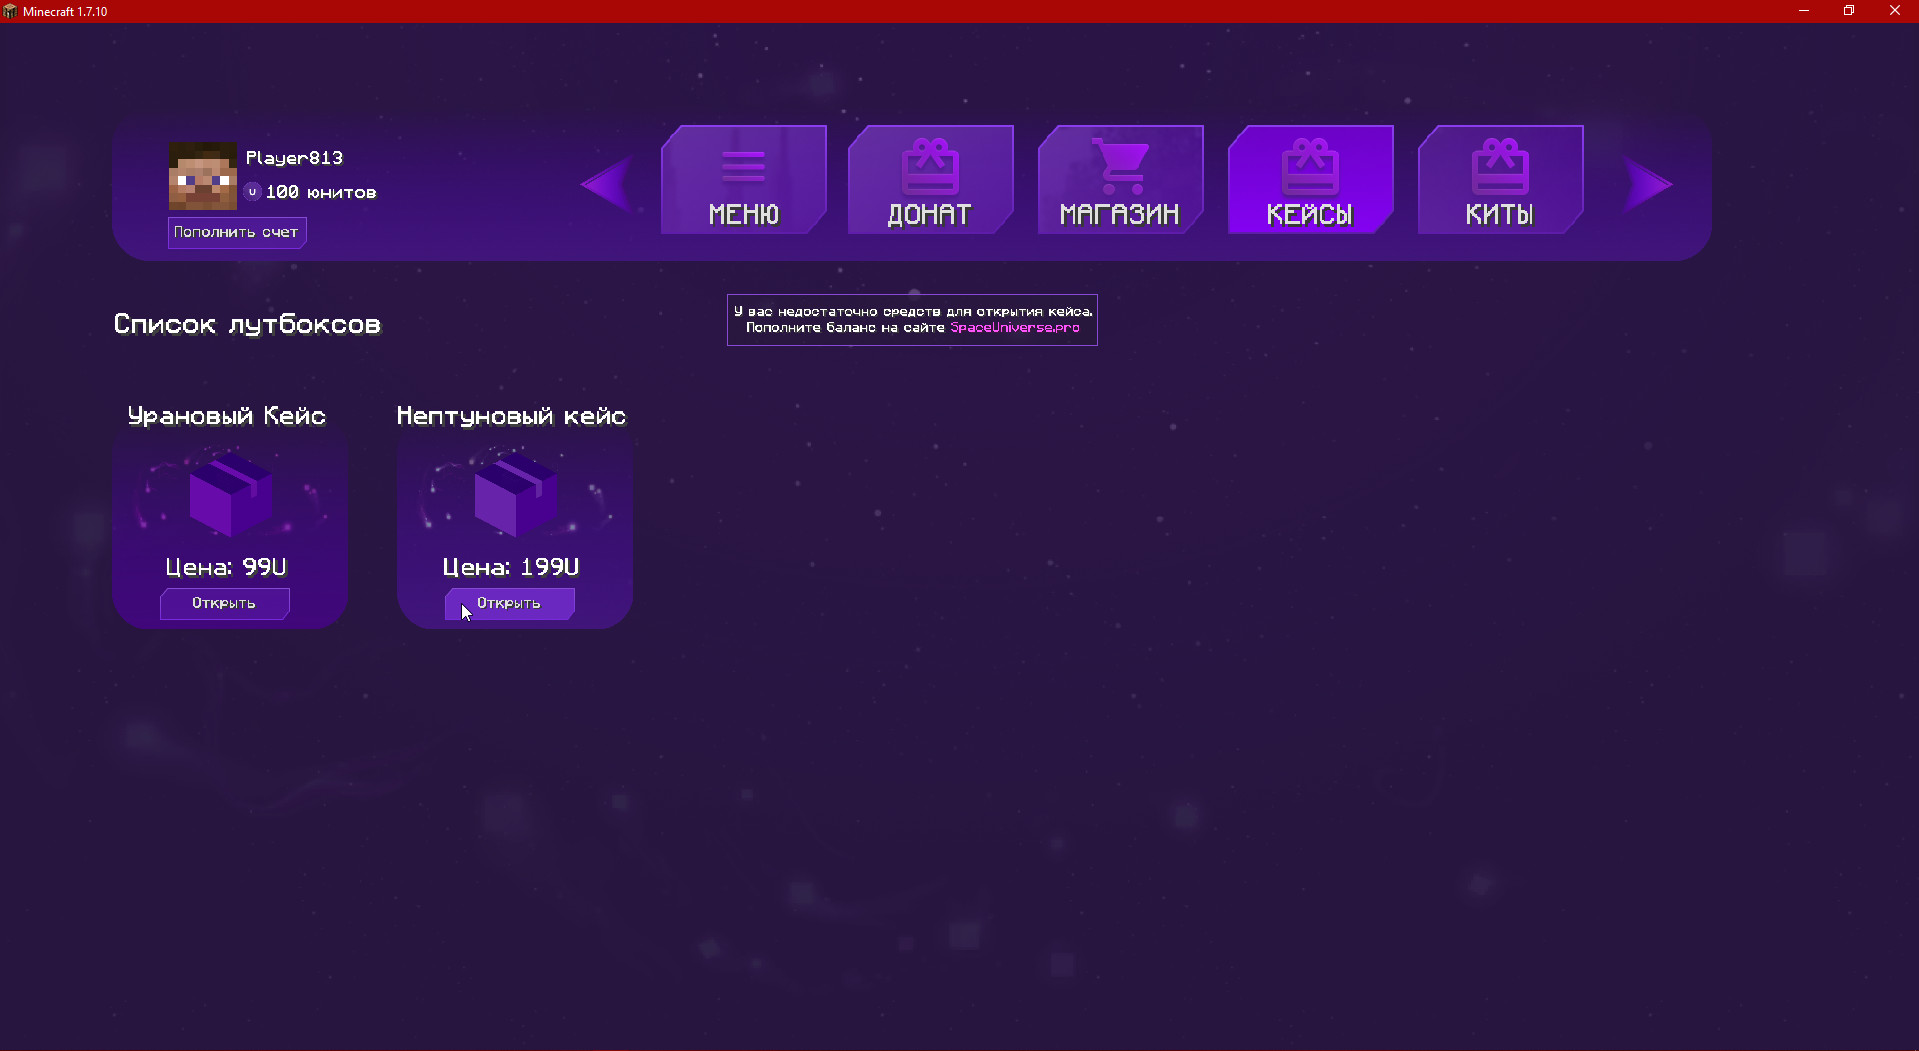 Minecraft 1.7.10
Player813
U 100 юнитов
Пополнить счет
МЕНЮ
ДОНАТ
МАГАЗИН
КЕЙСЫ
КИТЫ
Список лутбоксов
У вас недостаточно средств для открытия кейса.
Пополните баланс на сайте SpaceUniverse.pro
Урановый Кейс
Цена: 99U
Открыть
Нептуновый кейс
Цена: 199U
Открыть